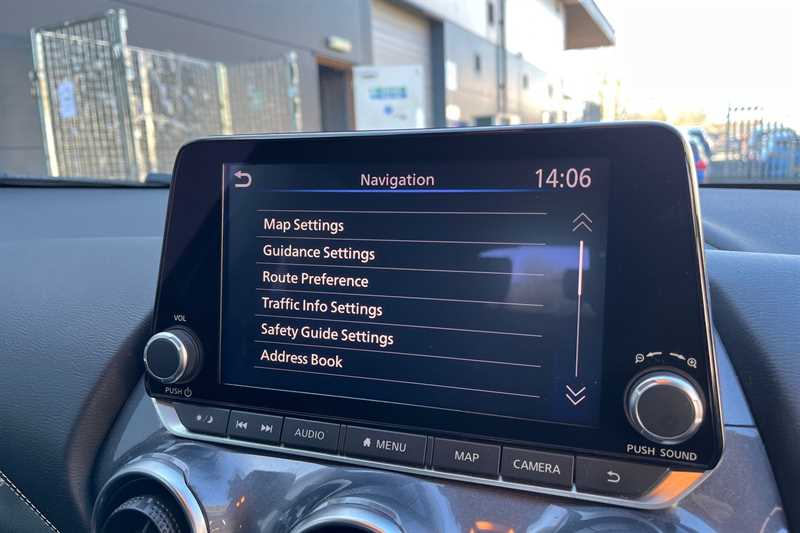 Navigation 14:06
Map Settings
Guidance Settings
Route Preference
Traffic Info Settings
Safety Guide Settings
Address Book
VOL
PUSH
AUDIO
MENU
MAP
CAMERA
PUSH SOUND